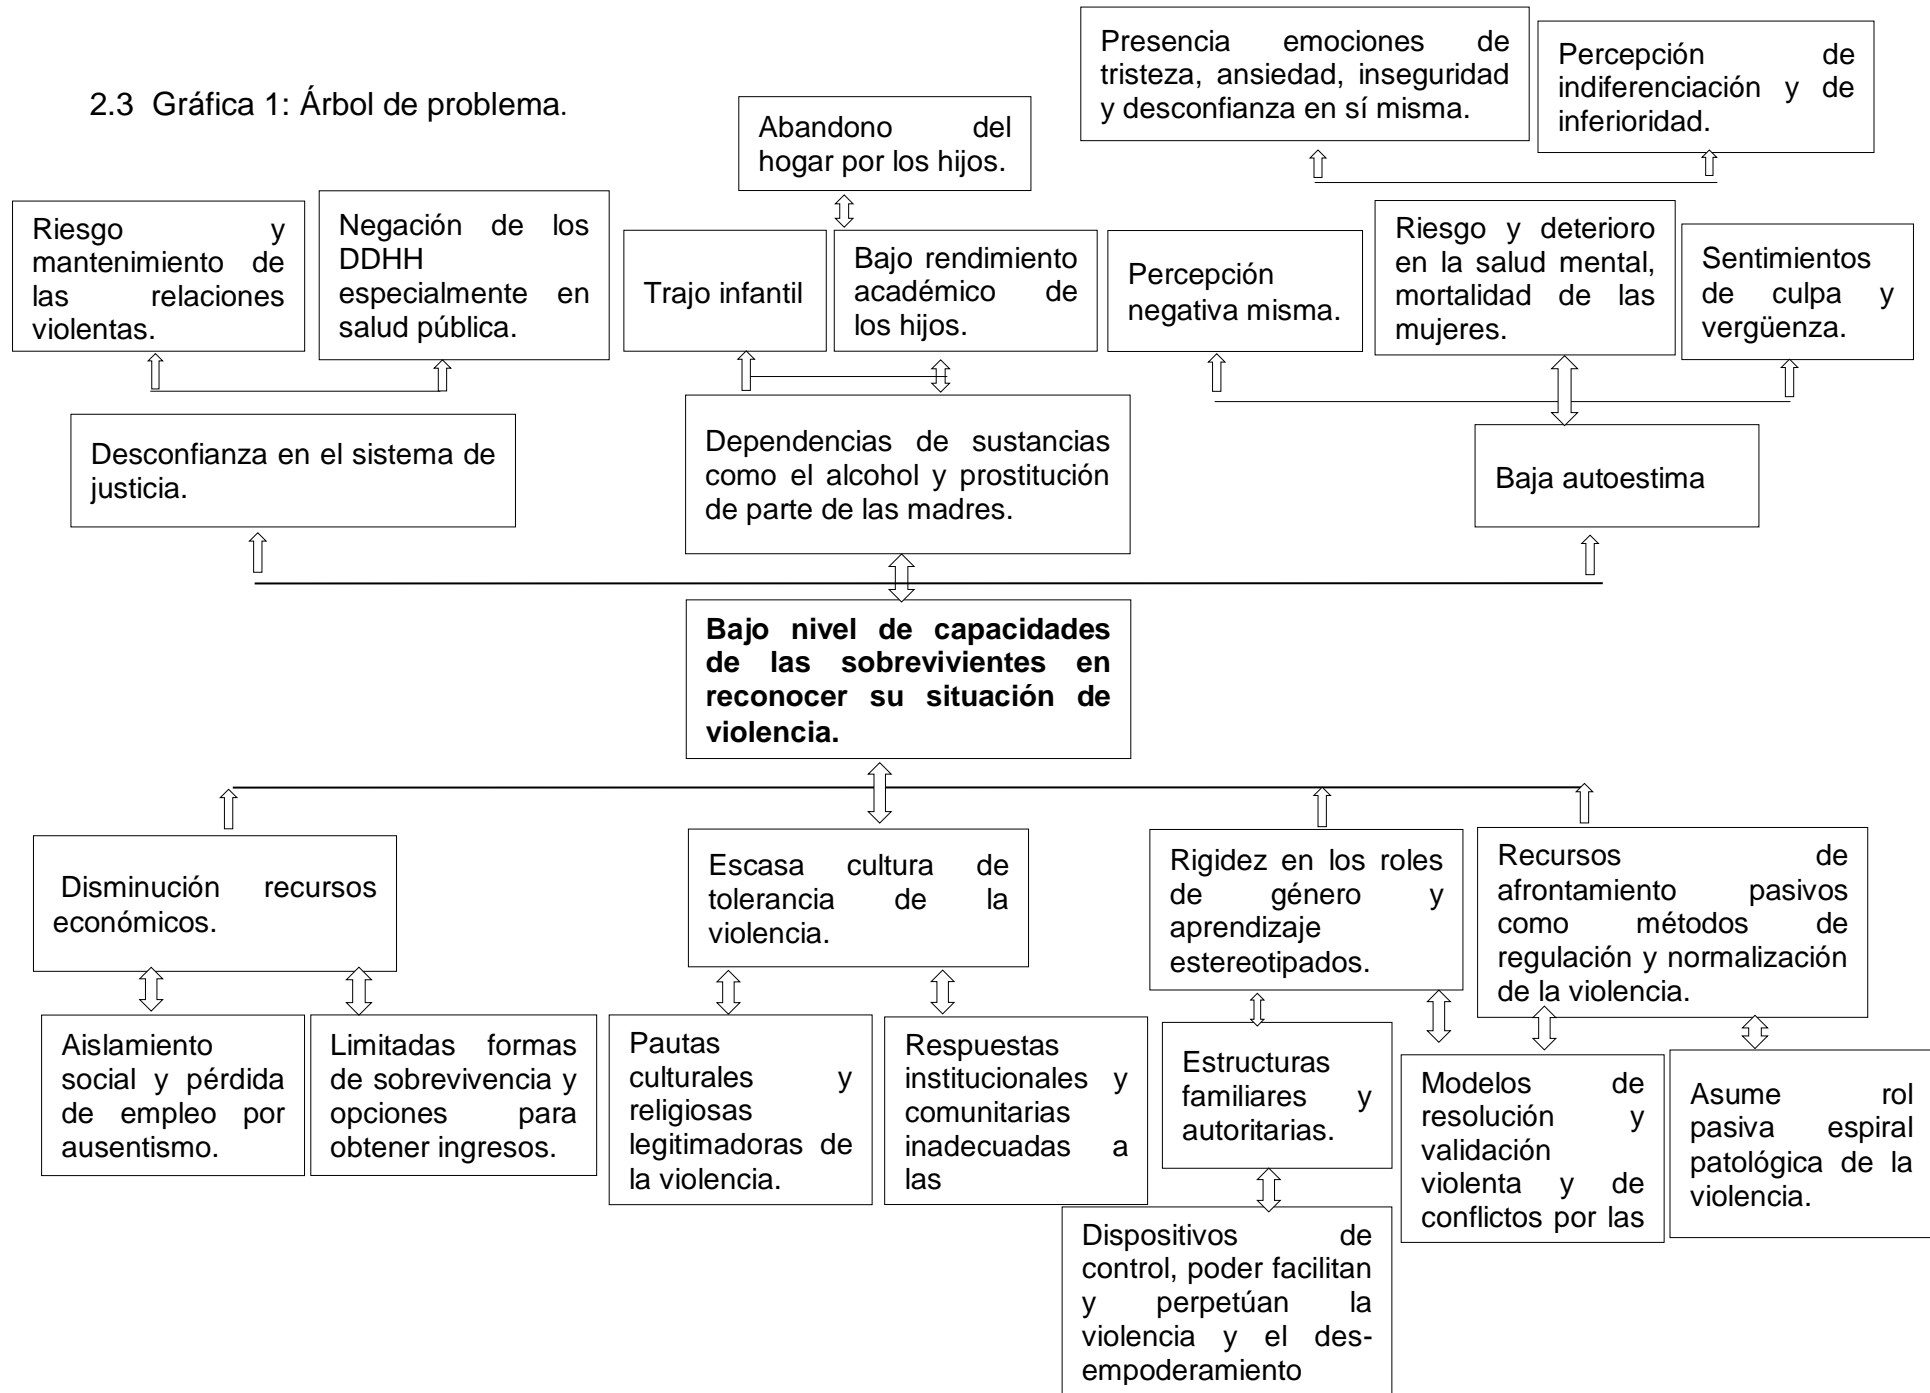 2.3 Gráfica 1: Árbol de problema.
Presencia emociones de
tristeza, ansiedad, inseguridad
y desconfianza en sí misma.
Percepción de
indiferenciación y de
inferioridad.
Abandono del
hogar por los hijos.
Riesgo y
mantenimiento de
las relaciones
violentas.
Negación de los
DDHH
especialmente en
salud pública.
Trajo infantil
Bajo rendimiento
académico de
los hijos.
Percepción
negativa misma.
Riesgo y deterioro
en la salud mental,
mortalidad de las
mujeres.
Sentimientos
de culpa y
vergüenza.
Desconfianza en el sistema de
justicia.
Dependencias de sustancias
como el alcohol y prostitución
de parte de las madres.
Baja autoestima
Bajo nivel de capacidades
de las sobrevivientes en
reconocer su situación de
violencia.
Disminución recursos
económicos.
Escasa cultura de
tolerancia de la
violencia.
Rigidez en los roles
de género y
aprendizaje
estereotipados.
Recursos de
afrontamiento pasivos
como métodos de
regulación y normalización
de la violencia.
Aislamiento
social y pérdida
de empleo por
ausentismo.
Limitadas formas
de sobrevivencia y
opciones para
obtener ingresos.
Pautas
culturales y
religiosas
legitimadoras de
la violencia.
Respuestas
institucionales y
comunitarias
inadecuadas a
las
Estructuras
familiares y
autoritarias.
Modelos de
resolución y
validación
violenta y de
conflictos por las
Asume rol
pasiva espiral
patológica de la
violencia.
Dispositivos de
control, poder facilitan
y perpetúan la
violencia y el des-
empoderamiento